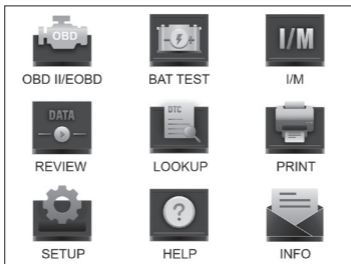 OBD
OBD II/EOBD
BAT TEST
I/M
I/M
DATA
REVIEW
DTC
LOOKUP
PRINT
SETUP
?
HELP
INFO